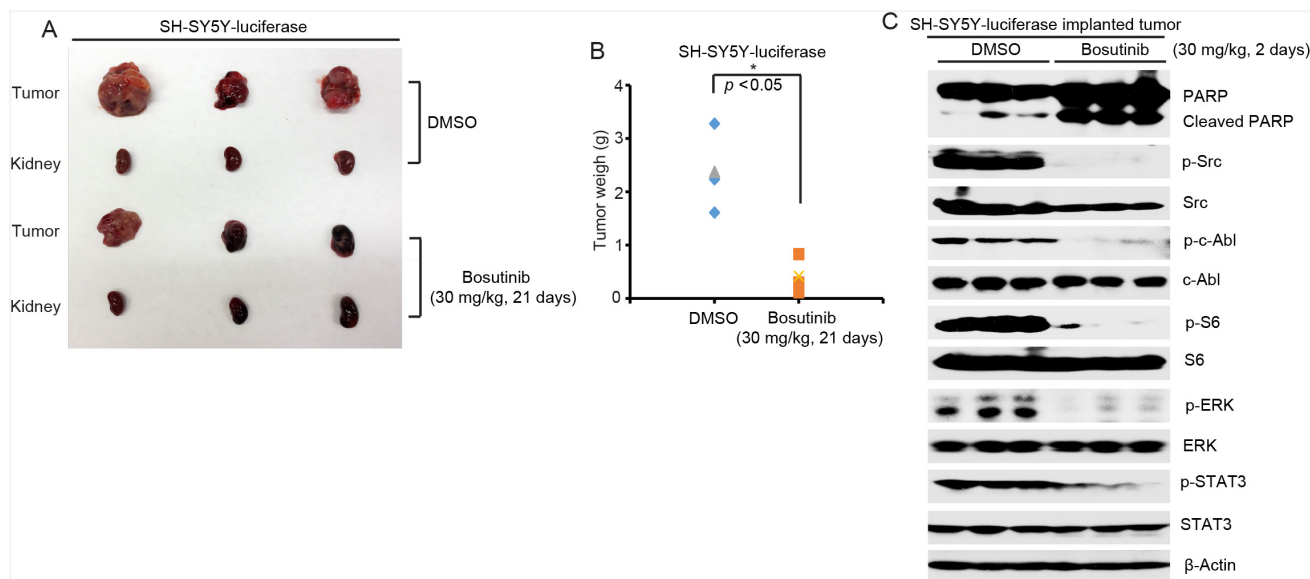 A
SH-SY5Y-luciferase
Tumor
Kidney
DMSO
Tumor
Kidney
Bosutinib
(30 mg/kg, 21 days)
B
SH-SY5Y-luciferase
*
p <0.05
Tumor weigh (g)
4
3
2
1
0
DMSO
Bosutinib
(30 mg/kg, 21 days)
C
SH-SY5Y-luciferase implanted tumor
DMSO
Bosutinib
(30 mg/kg, 2 days)
PARP
Cleaved PARP
p-Src
Src
p-c-Abl
c-Abl
p-S6
S6
p-ERK
ERK
p-STAT3
STAT3
β-Actin